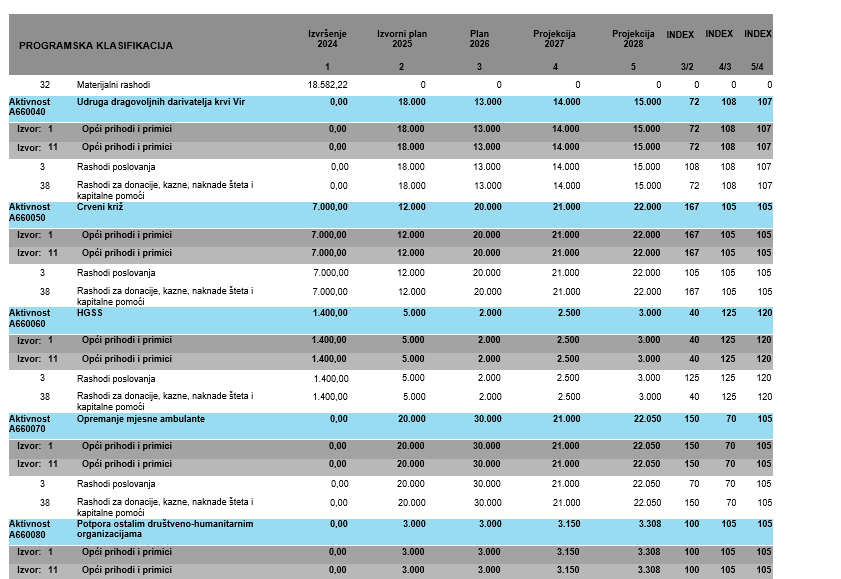 PROGRAMSKA KLASIFIKACIJA Izvršenje 2024 Izvorni plan 2025 Plan 2026 Projekcija 2027 Projekcija 2028 INDEX INDEX INDEX
1 2 3 4 5 3/2 4/3 5/4
32 Materijalni rashodi 18.582,22 0 0 0 0 0 0 0
Aktivnost A660040 Udruga dragovoljnih darivatelja krvi Vir 0,00 18.000 13.000 14.000 15.000 72 108 107
Izvor: 1 Opći prihodi i primici 0,00 18.000 13.000 14.000 15.000 72 108 107
Izvor: 11 Opći prihodi i primici 0,00 18.000 13.000 14.000 15.000 72 108 107
3 Rashodi poslovanja 0,00 18.000 13.000 14.000 15.000 108 108 107
38 Rashodi za donacije, kazne, naknade šteta i kapitalne pomoći 0,00 18.000 13.000 14.000 15.000 72 108 107
Aktivnost A660050 Crveni križ 7.000,00 12.000 20.000 21.000 22.000 167 105 105
Izvor: 1 Opći prihodi i primici 7.000,00 12.000 20.000 21.000 22.000 167 105 105
Izvor: 11 Opći prihodi i primici 7.000,00 12.000 20.000 21.000 22.000 167 105 105
3 Rashodi poslovanja 7.000,00 12.000 20.000 21.000 22.000 105 105 105
38 Rashodi za donacije, kazne, naknade šteta i kapitalne pomoći 7.000,00 12.000 20.000 21.000 22.000 167 105 105
Aktivnost A660060 HGSS 1.400,00 5.000 2.000 2.500 3.000 40 125 120
Izvor: 1 Opći prihodi i primici 1.400,00 5.000 2.000 2.500 3.000 40 125 120
Izvor: 11 Opći prihodi i primici 1.400,00 5.000 2.000 2.500 3.000 40 125 120
3 Rashodi poslovanja 1.400,00 5.000 2.000 2.500 3.000 125 125 120
38 Rashodi za donacije, kazne, naknade šteta i kapitalne pomoći 1.400,00 5.000 2.000 2.500 3.000 40 125 120
Aktivnost A660070 Opremanje mjesne ambulante 0,00 20.000 30.000 21.000 22.050 150 70 105
Izvor: 1 Opći prihodi i primici 0,00 20.000 30.000 21.000 22.050 150 70 105
Izvor: 11 Opći prihodi i primici 0,00 20.000 30.000 21.000 22.050 150 70 105
3 Rashodi poslovanja 0,00 20.000 30.000 21.000 22.050 70 70 105
38 Rashodi za donacije, kazne, naknade šteta i kapitalne pomoći 0,00 20.000 30.000 21.000 22.050 150 70 105
Aktivnost A660080 Potpora ostalim društveno-humanitarnim organizacijama 0,00 3.000 3.000 3.150 3.308 100 105 105
Izvor: 1 Opći prihodi i primici 0,00 3.000 3.000 3.150 3.308 100 105 105
Izvor: 11 Opći prihodi i primici 0,00 3.000 3.000 3.150 3.308 100 105 105